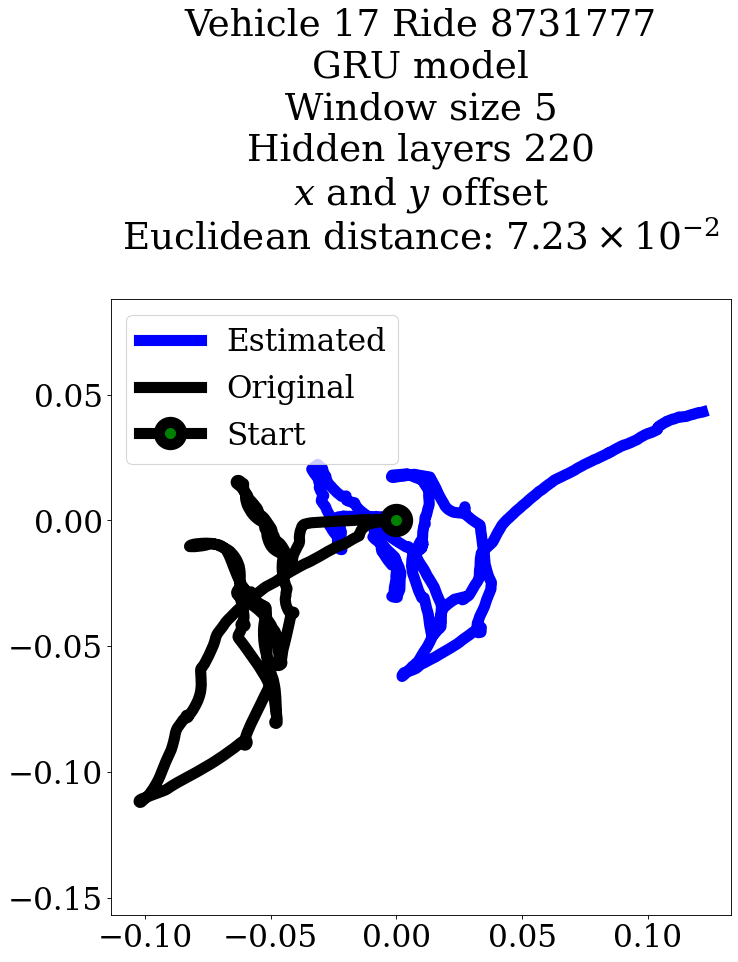 Vehicle 17 Ride 8731777
GRU model
Window size 5
Hidden layers 220
x and y offset
Euclidean distance: 7.23 × 10⁻²
Estimated
Original
Start
0.05
0.00
−0.05
−0.10
−0.15
−0.10 −0.05 0.00 0.05 0.10